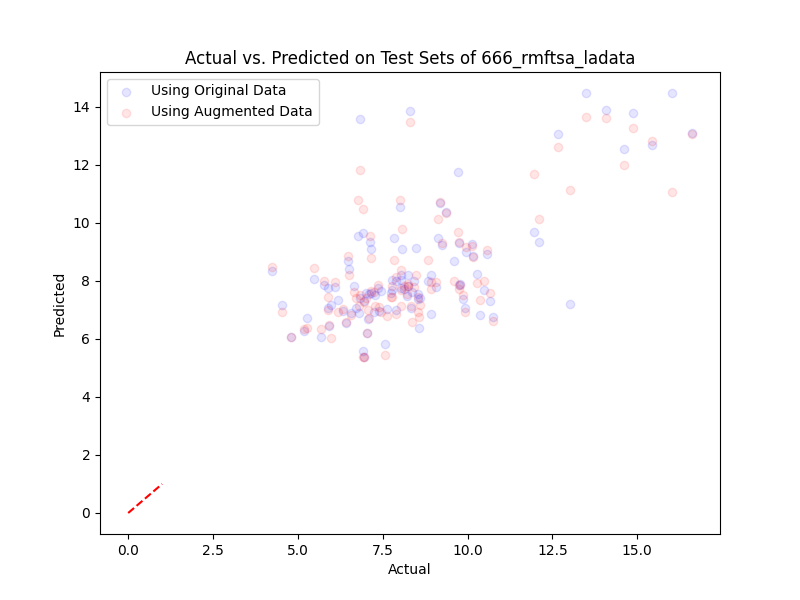 Actual vs. Predicted on Test Sets of 666_rmftsa_ladata
Using Original Data
Using Augmented Data
14
12
10
8
6
4
2
0
Predicted
0.0 2.5 5.0 7.5 10.0 12.5 15.0
Actual